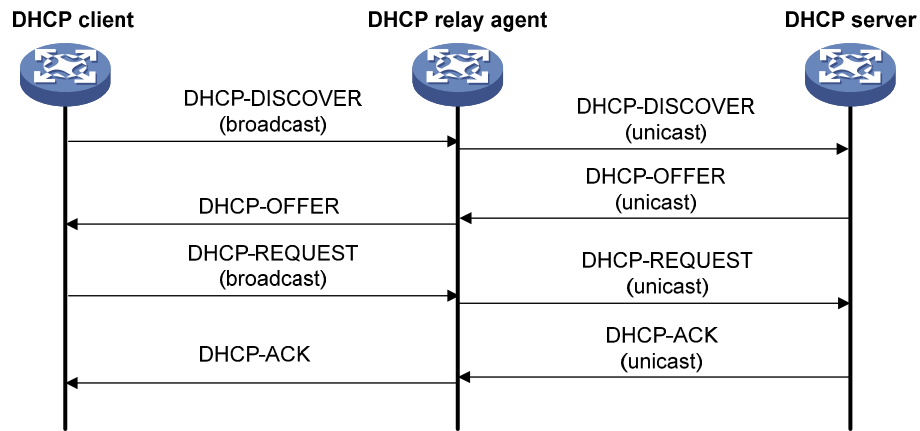 DHCP client
DHCP relay agent
DHCP server
DHCP-DISCOVER
(broadcast)
DHCP-DISCOVER
(unicast)
DHCP-OFFER
(unicast)
DHCP-OFFER
DHCP-REQUEST
(broadcast)
DHCP-REQUEST
(unicast)
DHCP-ACK
(unicast)
DHCP-ACK